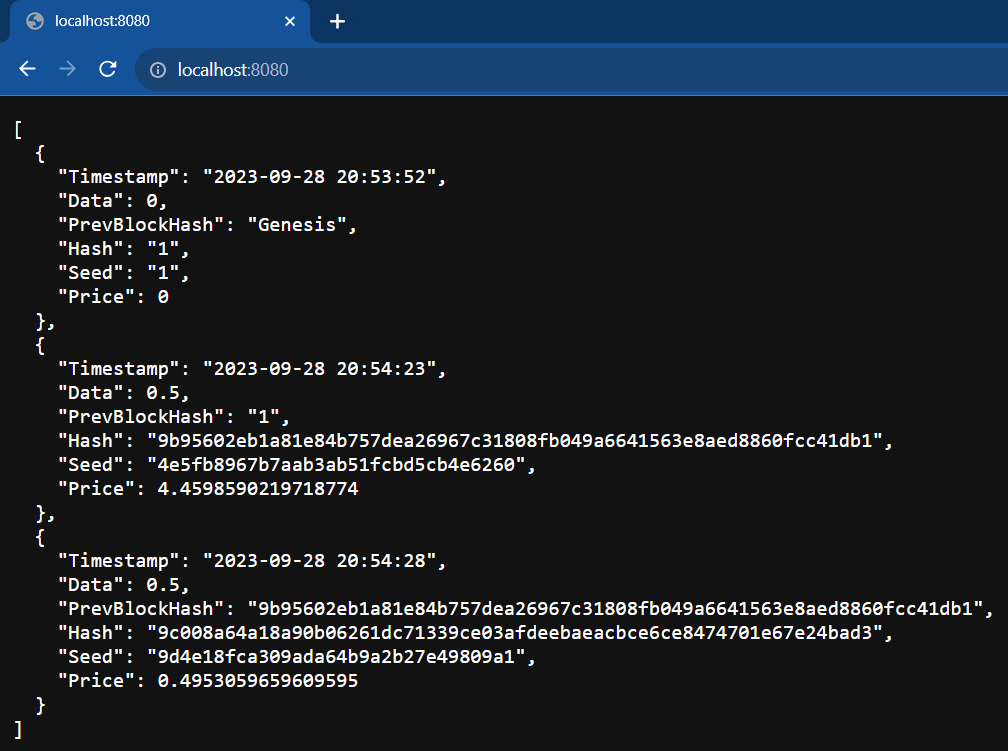 localhost:8080
localhost:8080
[
  {
    "Timestamp": "2023-09-28 20:53:52",
    "Data": 0,
    "PrevBlockHash": "Genesis",
    "Hash": "1",
    "Seed": "1",
    "Price": 0
  },
  {
    "Timestamp": "2023-09-28 20:54:23",
    "Data": 0.5,
    "PrevBlockHash": "1",
    "Hash": "9b95602eb1a81e84b757dea26967c31808fb049a6641563e8aed8860fcc41db1",
    "Seed": "4e5fb8967b7aab3ab51fcbd5cb4e6260",
    "Price": 4.4598590219718774
  },
  {
    "Timestamp": "2023-09-28 20:54:28",
    "Data": 0.5,
    "PrevBlockHash": "9b95602eb1a81e84b757dea26967c31808fb049a6641563e8aed8860fcc41db1",
    "Hash": "9c008a64a18a90b06261dc71339ce03afdeebaeacbce6ce8474701e67e24bad3",
    "Seed": "9d4e18fca309ada64b9a2b27e49809a1",
    "Price": 0.4953059659609595
  }
]